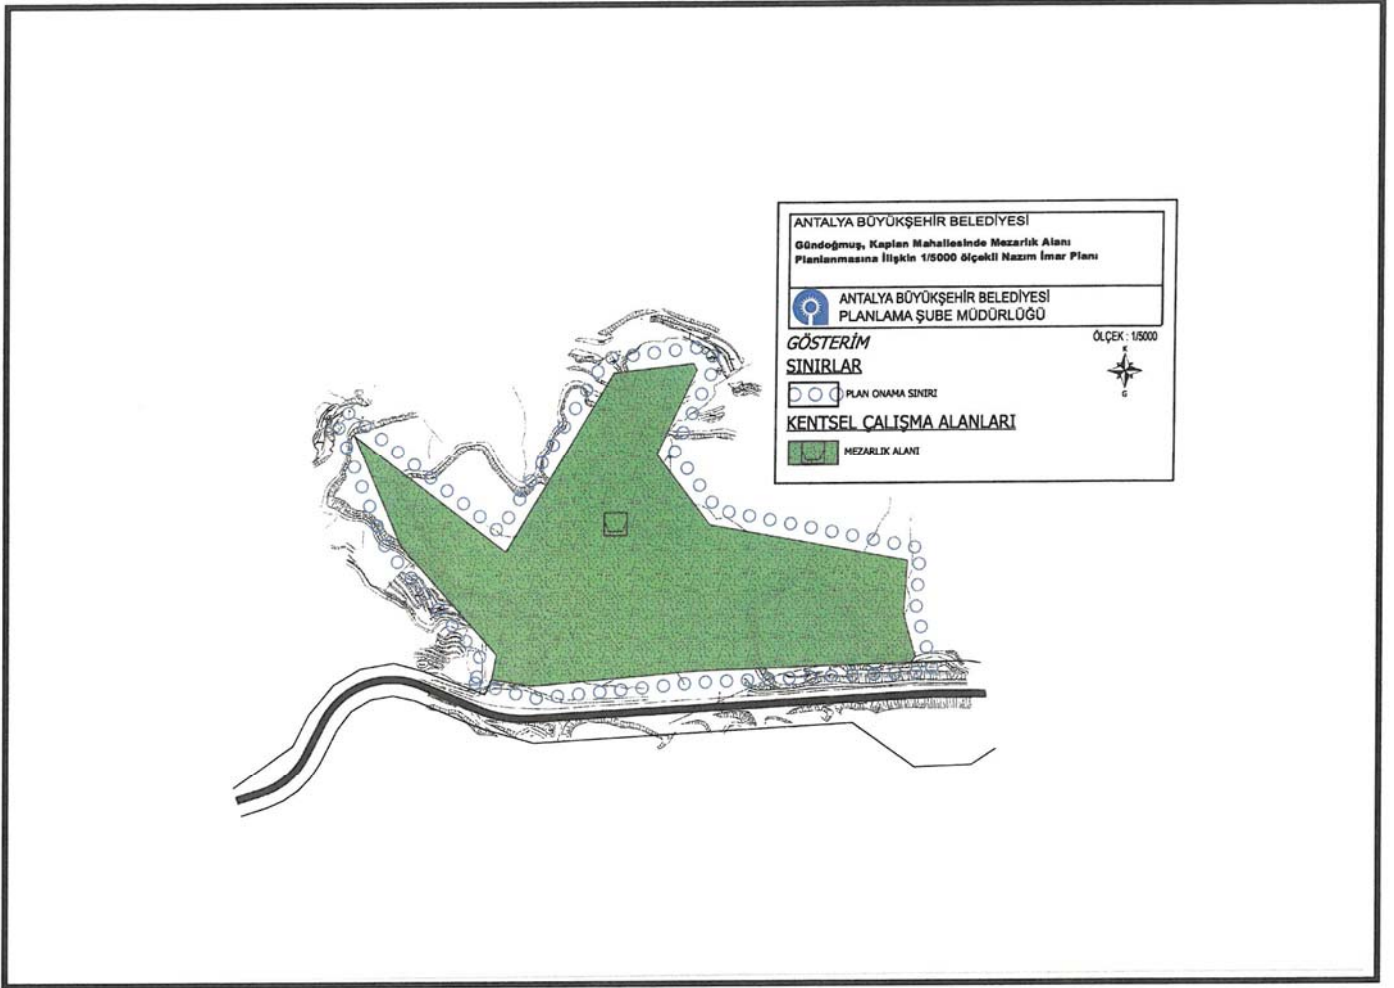 ANTALYA BÜYÜKŞEHİR BELEDİYESİ
Gündoğmuş, Kaplan Mahallesinde Mezarlık Alanı
Planlanmasına İlişkin 1/5000 ölçekli Nazım İmar Planı
ANTALYA BÜYÜKŞEHİR BELEDİYESİ
PLANLAMA ŞUBE MÜDÜRLÜĞÜ
GÖSTERİM
ÖLÇEK : 1/5000
K
G
SINIRLAR
PLAN ONAMA SINIRI
KENTSEL ÇALIŞMA ALANLARI
MEZARLIK ALANI